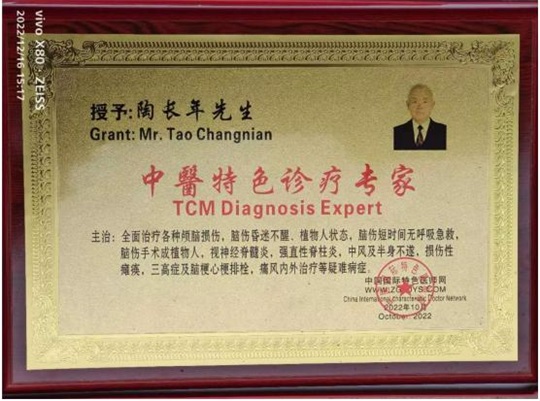 vivo X80 · ZEISS
2022/12/16 15:17
授予:陶长年先生
Grant: Mr. Tao Changnian
中醫特色诊疗专家
TCM Diagnosis Expert
主治：全面治疗各种颅脑损伤，脑伤昏迷不醒、植物人状态，脑伤短时间无呼吸急救，
脑伤手术成植物人，视神经脊髓炎，强直性脊柱炎，中风及半身不遂，损伤性
瘫痪，三高症及脑梗心梗排栓，痛风内外治疗等疑难病症。
中国国际特色医师网
China International characteristic Doctor Network
2022年10月
October, 2022